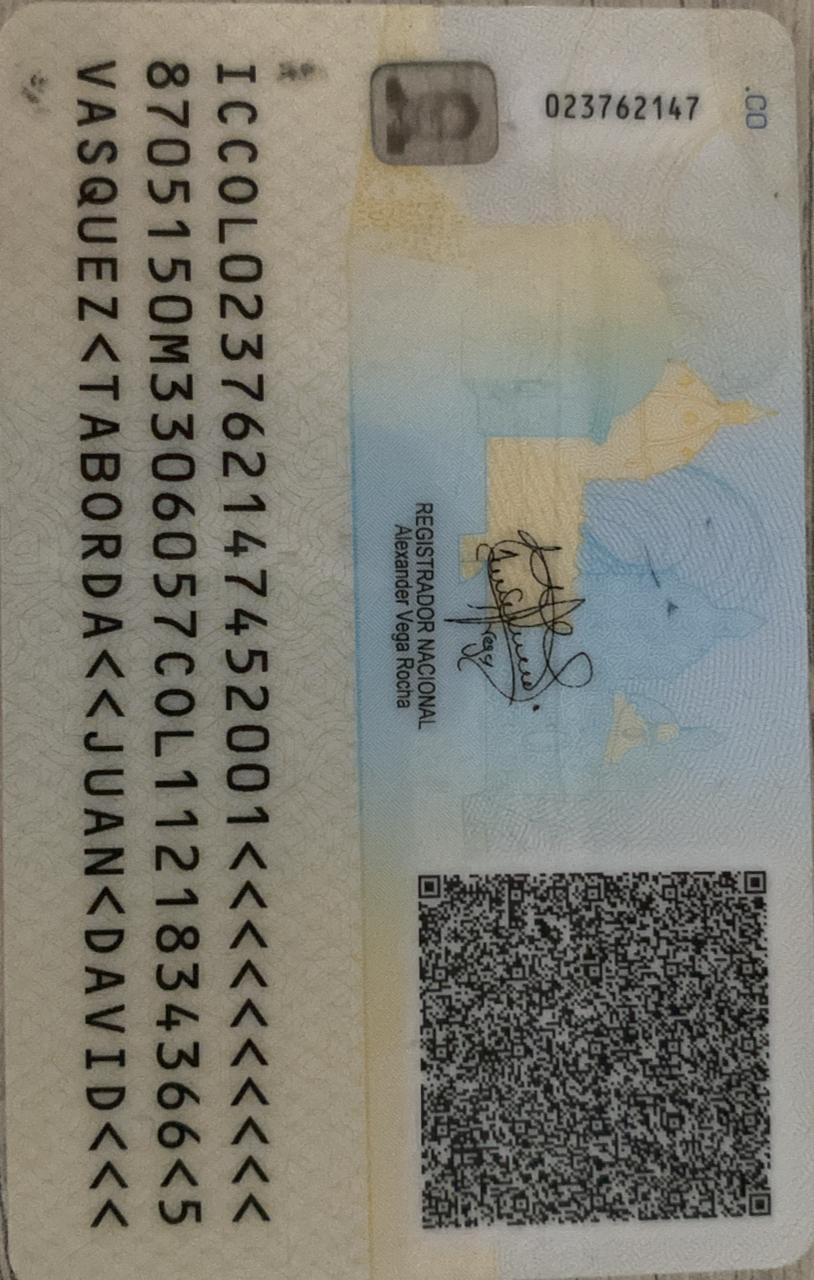 .CO
023762147
REGISTRADOR NACIONAL
Alexander Vega Rocha
ICCOL023762147452001<<<<<<<<<<
8705150M3306057COL1121834366<5
VASQUEZ<TABORDA<<JUAN<DAVID<<<